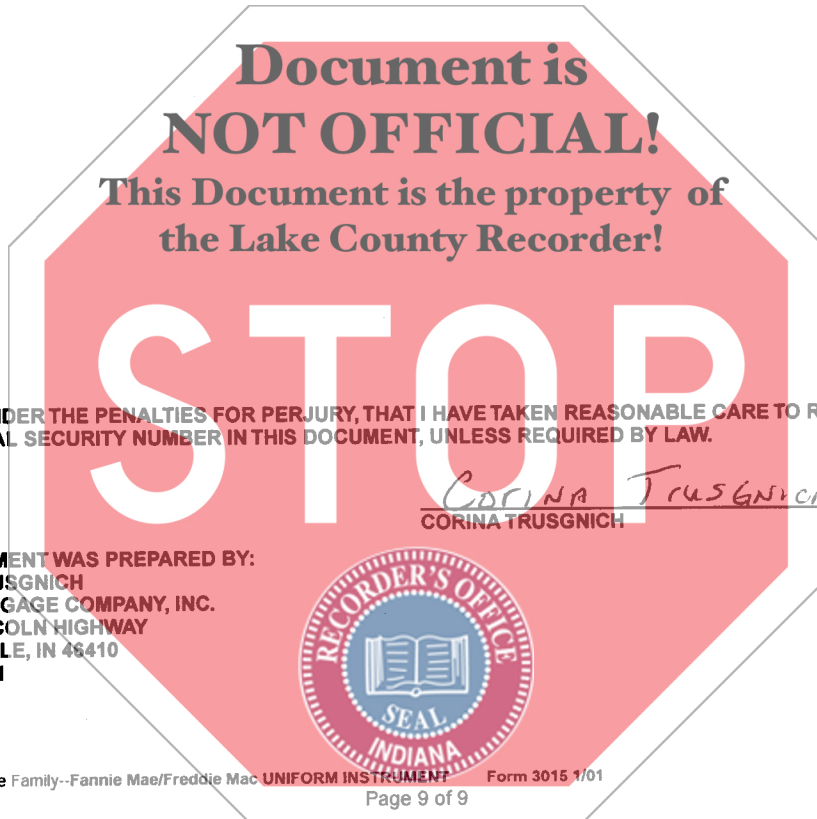 Document is
NOT OFFICIAL!
This Document is the property of
the Lake County Recorder!
STOP
DER THE PENALTIES FOR PERJURY, THAT I HAVE TAKEN REASONABLE CARE TO R
L SECURITY NUMBER IN THIS DOCUMENT, UNLESS REQUIRED BY LAW.
Corina Trusgnich
CORINA TRUSGNICH
MENT WAS PREPARED BY:
USGNICH
GAGE COMPANY, INC.
COLN HIGHWAY
LE, IN 46410
RECORDER'S OFFICE
SEAL
INDIANA
e Family--Fannie Mae/Freddie Mac UNIFORM INSTRUMENT Form 3015 1/01
Page 9 of 9